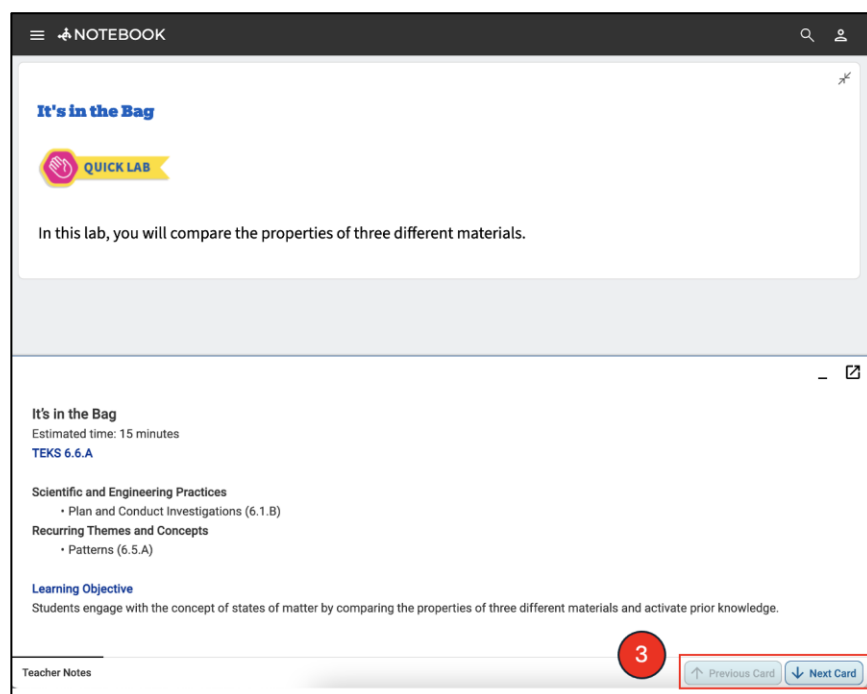 NOTEBOOK
It's in the Bag
QUICK LAB
In this lab, you will compare the properties of three different materials.
It's in the Bag
Estimated time: 15 minutes
TEKS 6.6.A
Scientific and Engineering Practices
• Plan and Conduct Investigations (6.1.B)
Recurring Themes and Concepts
• Patterns (6.5.A)
Learning Objective
Students engage with the concept of states of matter by comparing the properties of three different materials and activate prior knowledge.
3
Teacher Notes
Previous Card
Next Card